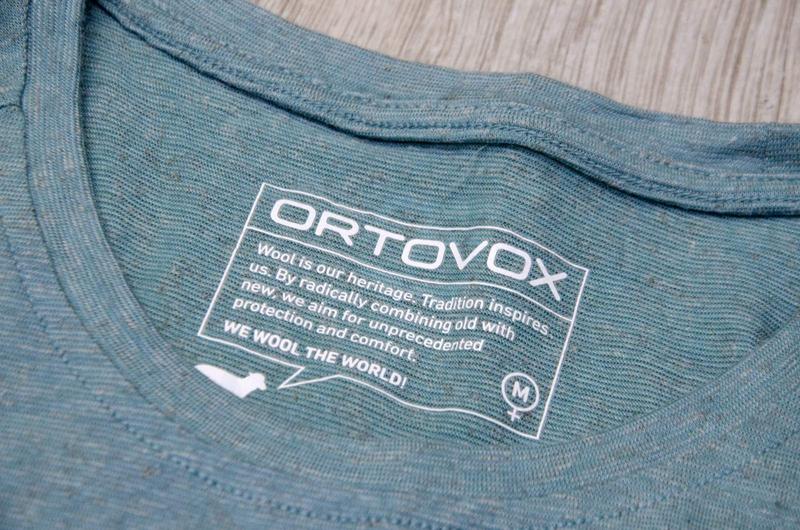 ORTOVOX
Wool is our heritage. Tradition inspires
us. By radically combining old with
new, we aim for unprecedented
protection and comfort.
WE WOOL THE WORLD!
M